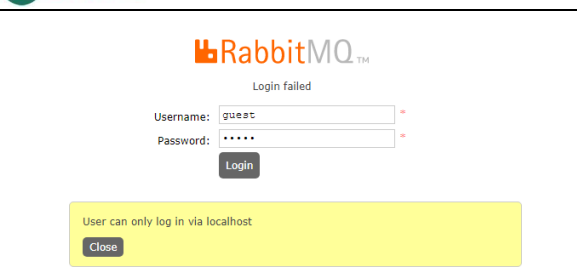 RabbitMQ TM
Login failed
Username: guest *
Password: ••••• *
Login
User can only log in via localhost
Close